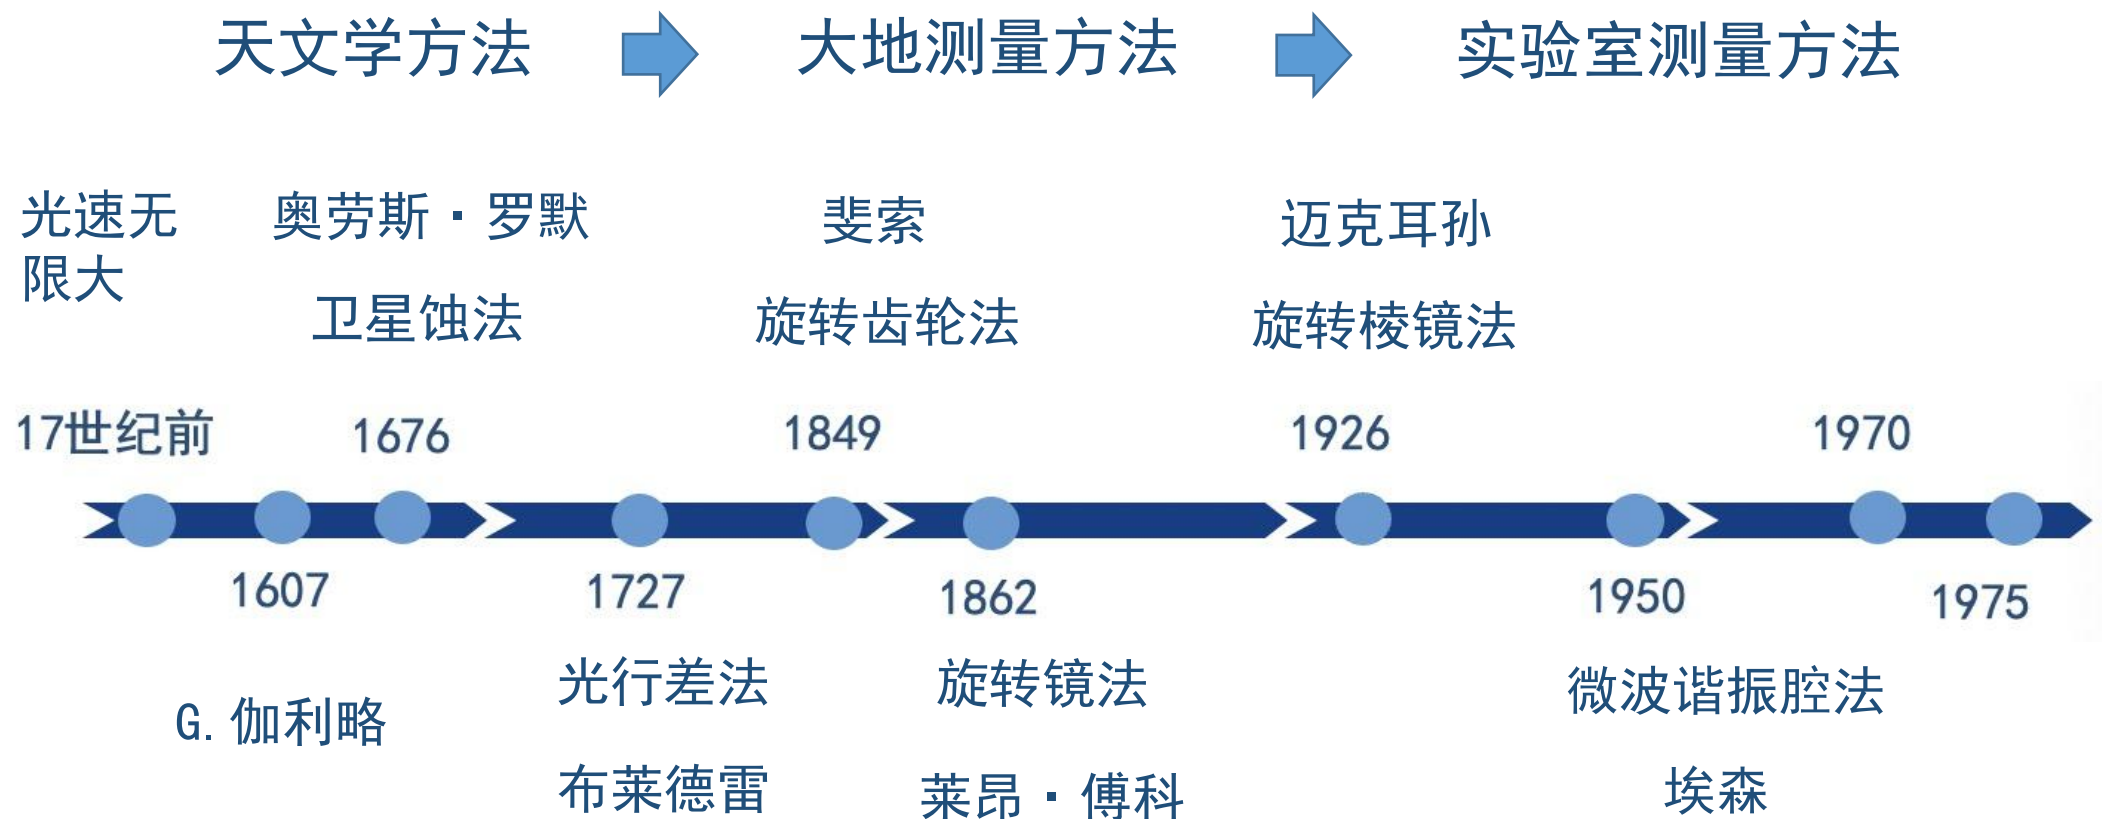 天文学方法
大地测量方法
实验室测量方法
光速无
限大
奥劳斯·罗默
卫星蚀法
斐索
旋转齿轮法
迈克耳孙
旋转棱镜法
17世纪前
1676
1849
1926
1970
1607
1727
1862
1950
1975
G.伽利略
光行差法
布莱德雷
旋转镜法
莱昂·傅科
微波谐振腔法
埃森